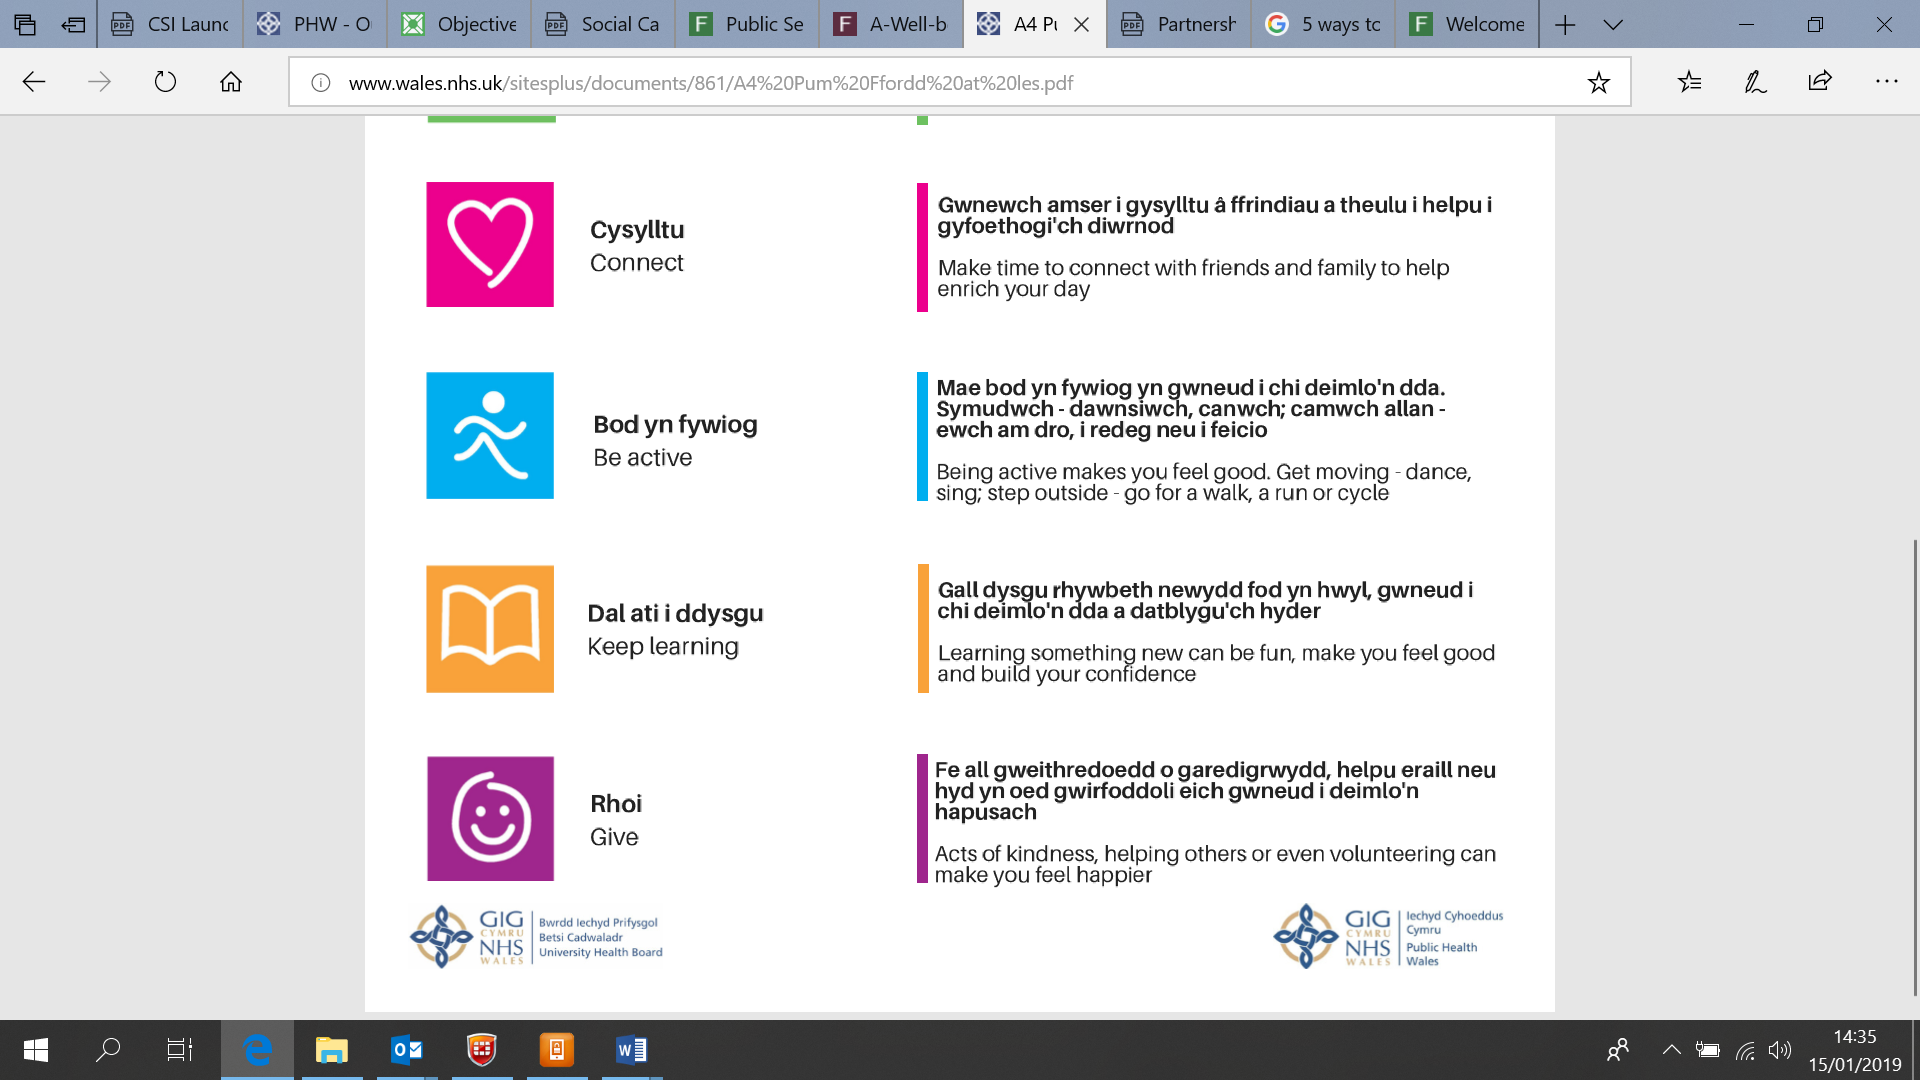 CSI Launc
PHW - O
Objective
Social Ca
Public Se
A-Well-b
A4 Pu
Partnersh
5 ways to
Welcome
www.wales.nhs.uk/sitesplus/documents/861/A4%20Pum%20Ffordd%20at%20les.pdf
Cysylltu
Connect
Gwnewch amser i gysylltu â ffrindiau a theulu i helpu i
gyfoethogi'ch diwrnod
Make time to connect with friends and family to help
enrich your day
Bod yn fywiog
Be active
Mae bod yn fywiog yn gwneud i chi deimlo'n dda.
Symudwch - dawnsiwch, canwch; camwch allan -
ewch am dro, i redeg neu i feicio
Being active makes you feel good. Get moving - dance,
sing; step outside - go for a walk, a run or cycle
Dal ati i ddysgu
Keep learning
Gall dysgu rhywbeth newydd fod yn hwyl, gwneud i
chi deimlo'n dda a datblygu'ch hyder
Learning something new can be fun, make you feel good
and build your confidence
Rhoi
Give
Fe all gweithredoedd o garedigrwydd, helpu eraill neu
hyd yn oed gwirfoddoli eich gwneud i deimlo'n
hapusach
Acts of kindness, helping others or even volunteering can
make you feel happier
GIG
CYMRU
NHS
WALES
Bwrdd Iechyd Prifysgol
Betsi Cadwaladr
University Health Board
GIG
CYMRU
NHS
WALES
Iechyd Cyhoeddus
Cymru
Public Health
Wales
14:35
15/01/2019